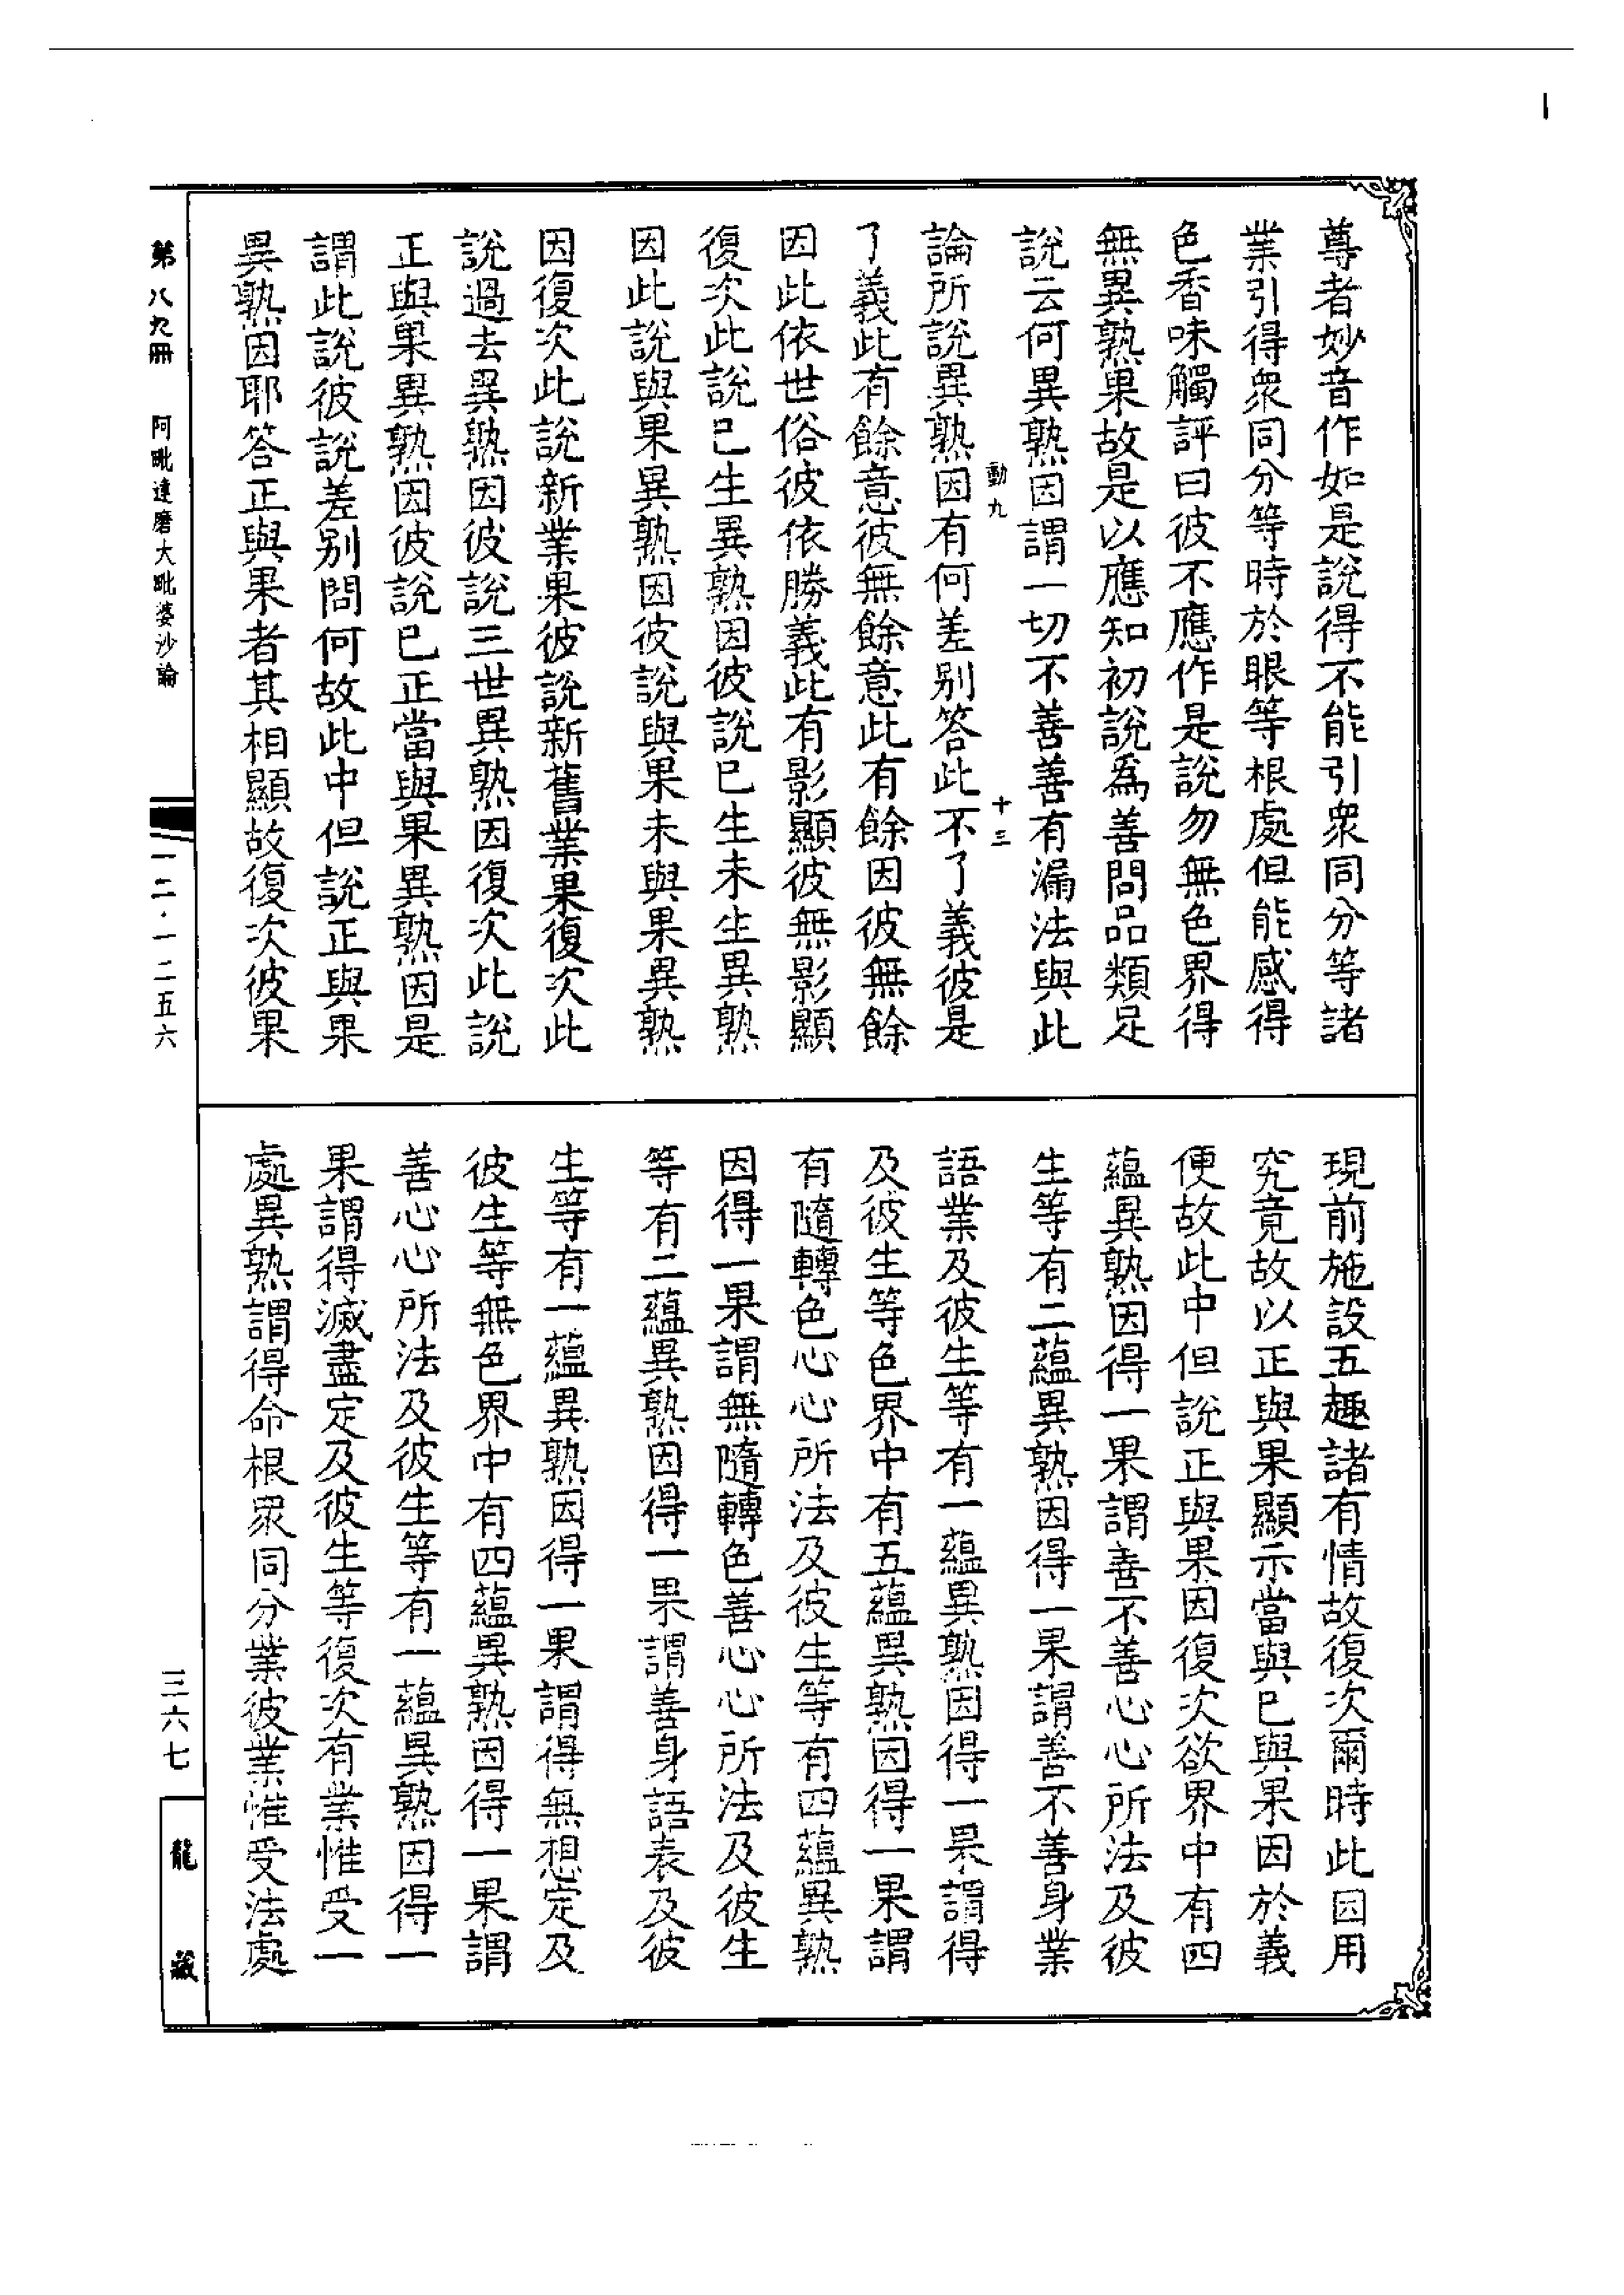 尊者妙音作如是說得不能引衆同分等諸
業引得衆同分等時於眼等根處但能感得
色香味觸評曰彼不應作是說勿無色界得
無異熟果故是以應知初說爲善問品類足
說云何異熟因謂一切不善善有漏法與此
動九　十三
論所說異熟因有何差别答此不了義彼是
了義此有餘意彼無餘意此有餘因彼無餘
因此依世俗彼依勝義此有影顯彼無影顯
復次此說已生異熟因彼說已生未生異熟
因此說與果異熟因彼說與果未與果異熟
因復次此說新業果彼說新舊業果復次此
說過去異熟因彼說三世異熟因復次此說
正與果異熟因彼說已正當與果異熟因是
謂此說彼說差别問何故此中但說正與果
異熟因耶答正與果者其相顯故復次彼果
現前施設五趣諸有情故復次爾時此因用
究竟故以正與果顯示當與已與果因於義
便故此中但說正與果因復次欲界中有四
蘊異熟因得一果謂善不善心心所法及彼
生等有二蘊異熟因得一果謂善不善身業
語業及彼生等有一蘊異熟因得一果謂得
及彼生等色界中有五蘊異熟因得一果謂
有隨轉色心心所法及彼生等有四蘊異熟
因得一果謂無隨轉色善心心所法及彼生
等有二蘊異熟因得一果謂善身語表及彼
生等有一蘊異熟因得一果謂得無想定及
彼生等無色界中有四蘊異熟因得一果謂
善心心所法及彼生等有一蘊異熟因得一
果謂得滅盡定及彼生等復次有業惟受一
處異熟謂得命根衆同分業彼業惟受法處
第八九冊　阿毗達磨大毗婆沙論
一二・一二五六
三六七
龍藏